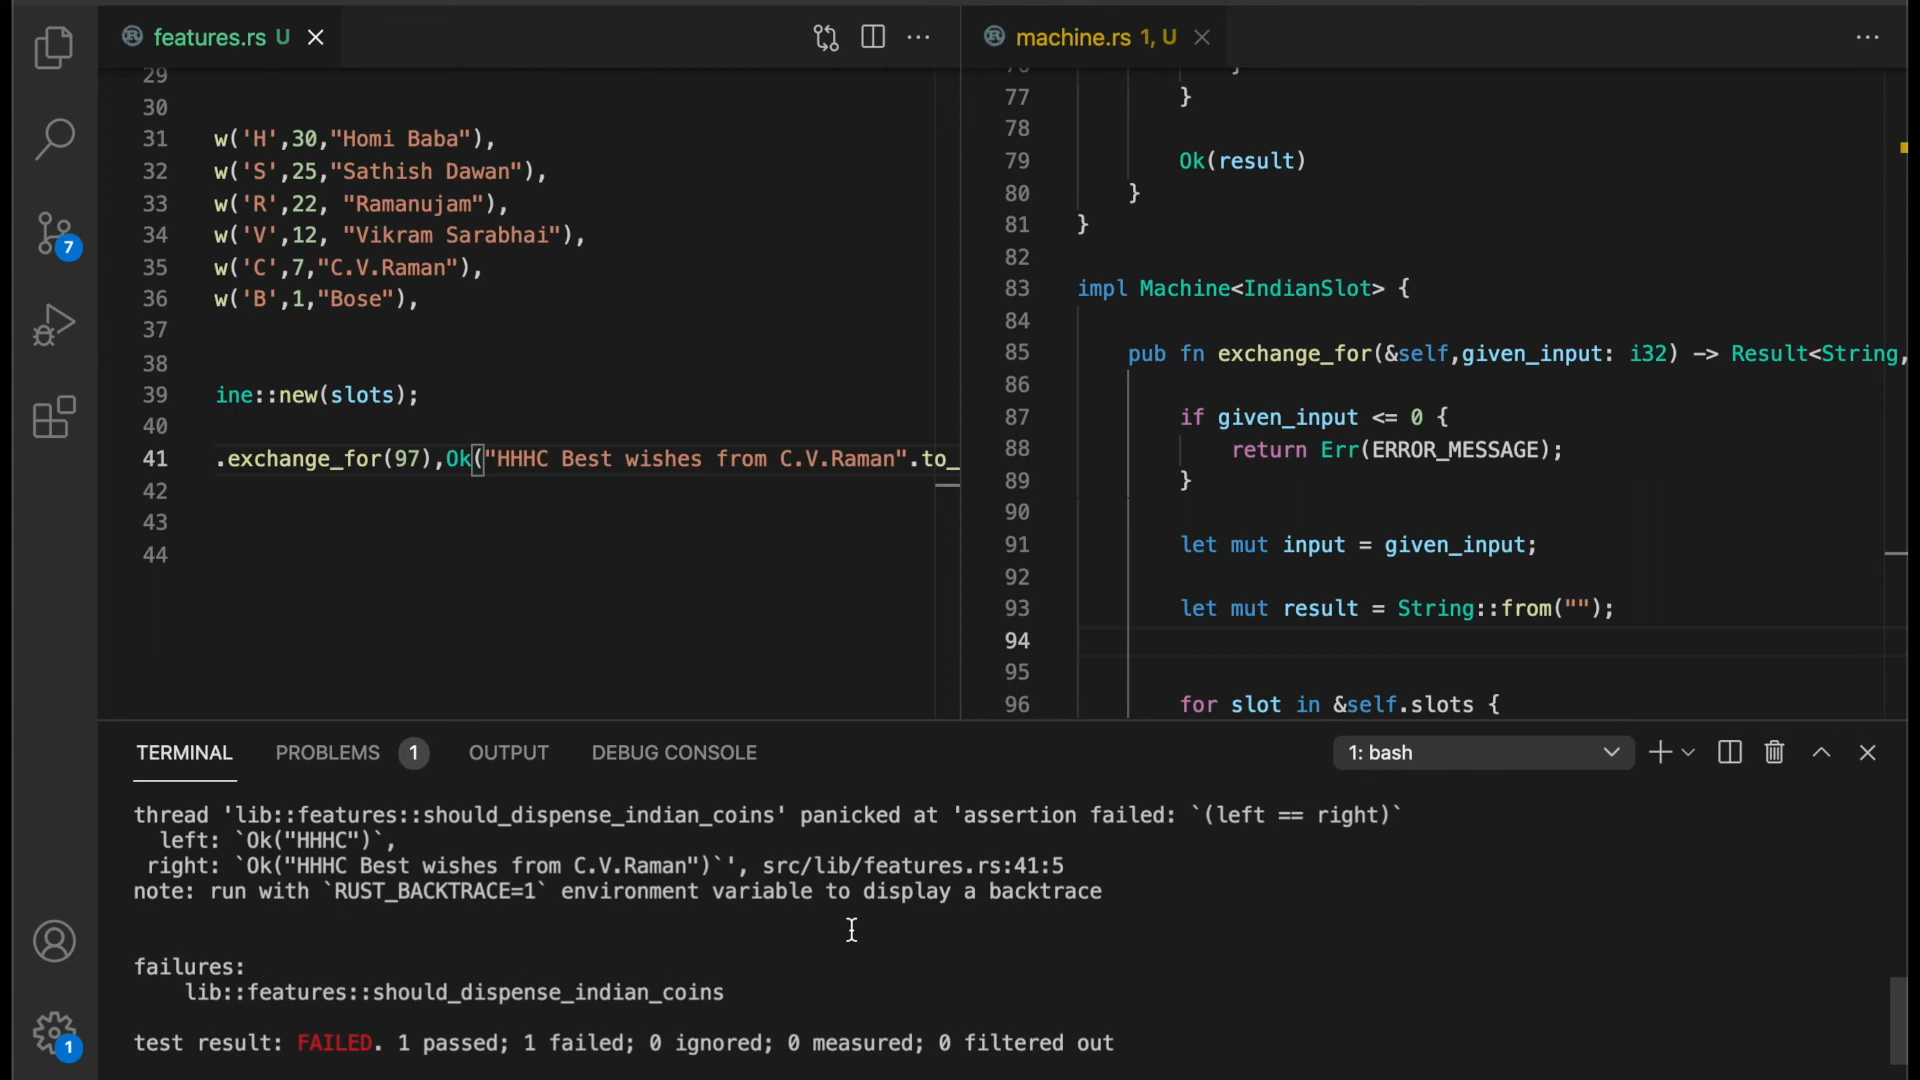 features.rs U
machine.rs 1, U
29
30
31 w('H',30,"Homi Baba"),
32 w('S',25,"Sathish Dawan"),
33 w('R',22, "Ramanujam"),
34 w('V',12, "Vikram Sarabhai"),
35 w('C',7,"C.V.Raman"),
36 w('B',1,"Bose"),
37
38
39 ine::new(slots);
40
41 .exchange_for(97),Ok("HHHC Best wishes from C.V.Raman".to_
42
43
44
77 }
78
79 Ok(result)
80 }
81 }
82
83 impl Machine<IndianSlot> {
84
85 pub fn exchange_for(&self,given_input: i32) -> Result<String,
86
87 if given_input <= 0 {
88 return Err(ERROR_MESSAGE);
89 }
90
91 let mut input = given_input;
92
93 let mut result = String::from("");
94
95
96 for slot in &self.slots {
7
1
TERMINAL PROBLEMS 1 OUTPUT DEBUG CONSOLE 1: bash
thread 'lib::features::should_dispense_indian_coins' panicked at 'assertion failed: `(left == right)`
left: `Ok("HHHC")`,
right: `Ok("HHHC Best wishes from C.V.Raman")`', src/lib/features.rs:41:5
note: run with `RUST_BACKTRACE=1` environment variable to display a backtrace
failures:
lib::features::should_dispense_indian_coins
test result: FAILED. 1 passed; 1 failed; 0 ignored; 0 measured; 0 filtered out